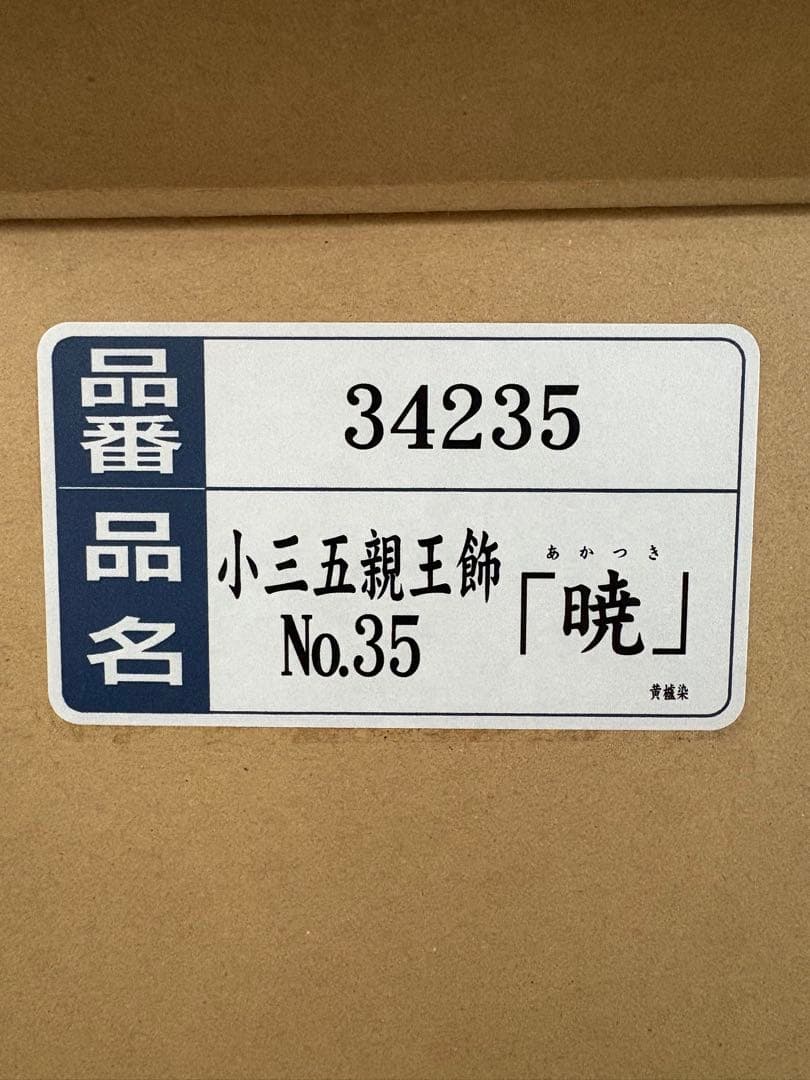 品番
34235
品名
小三五親王飾
No.35
あかつき
「暁」
黄櫨染